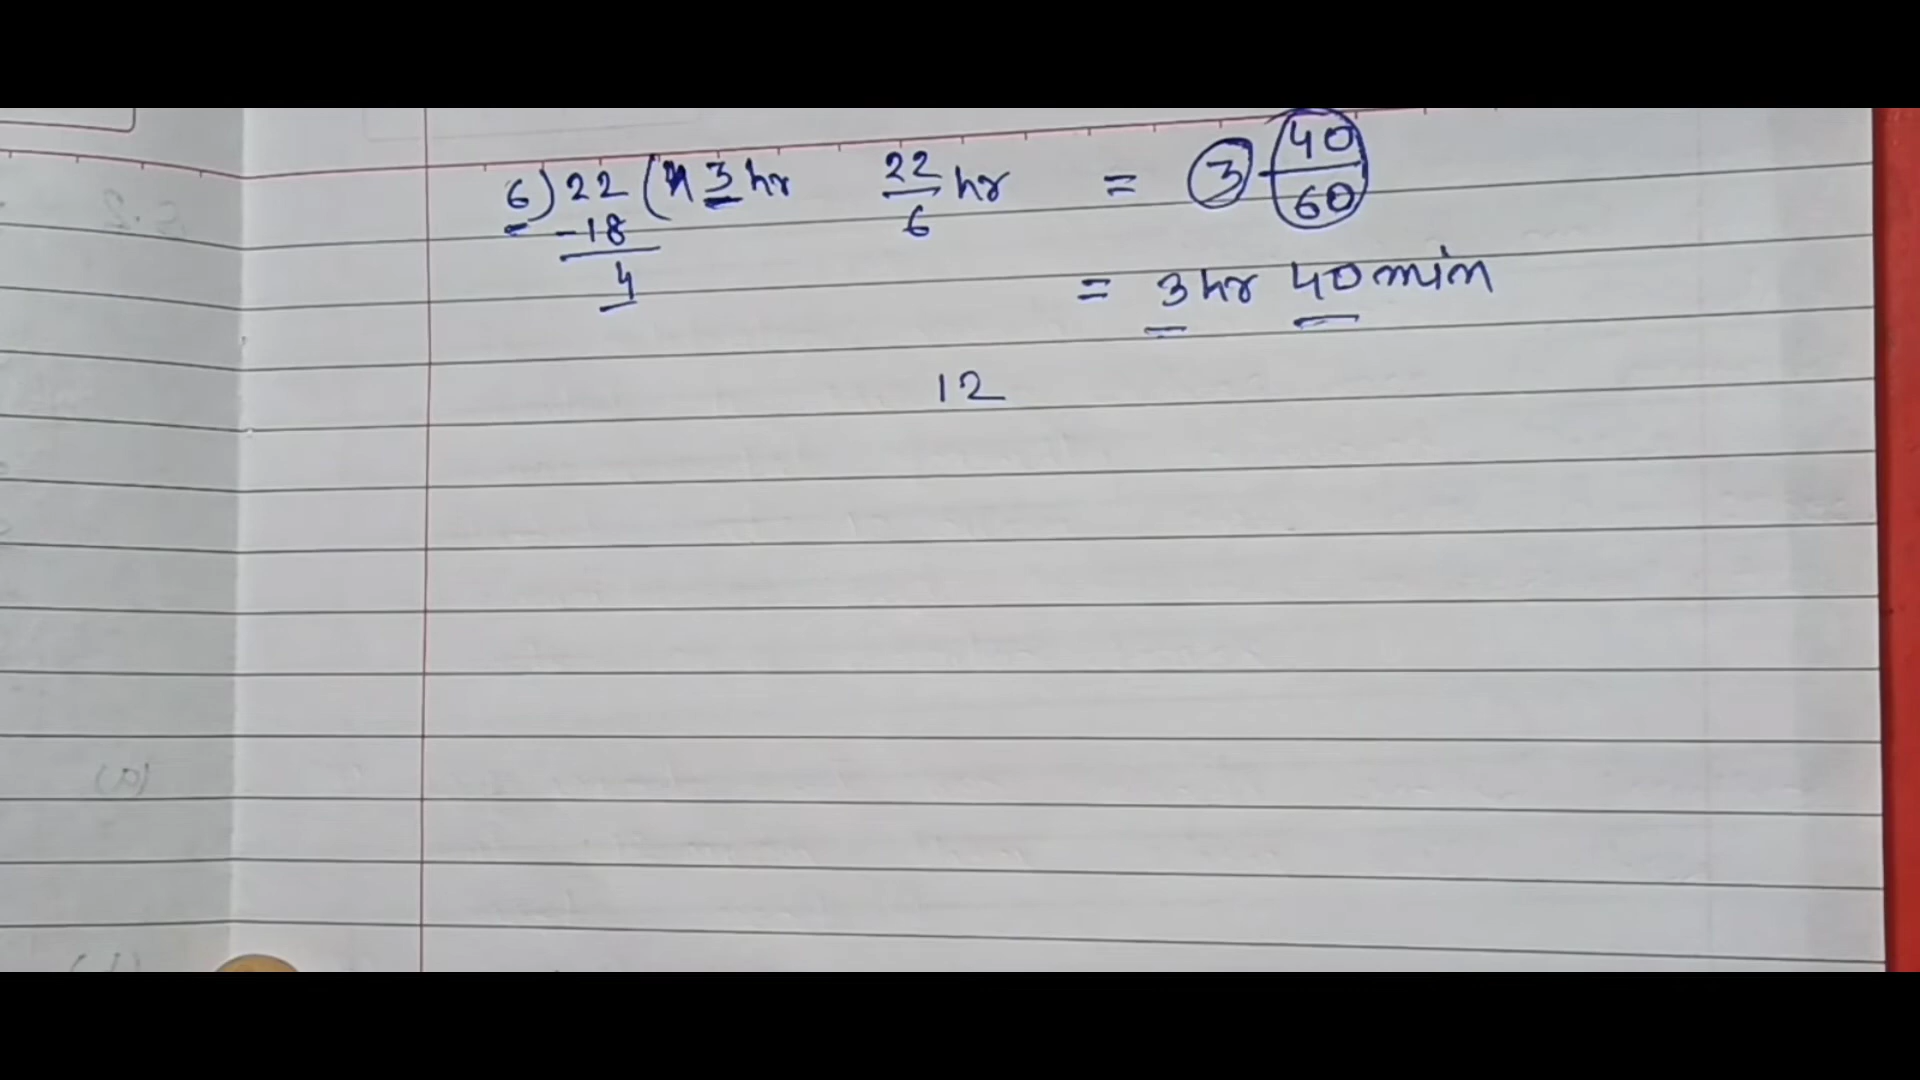 6)22(3 hr 22/6 hr = 3 40/60
-18
4
= 3 hr 40 min
12